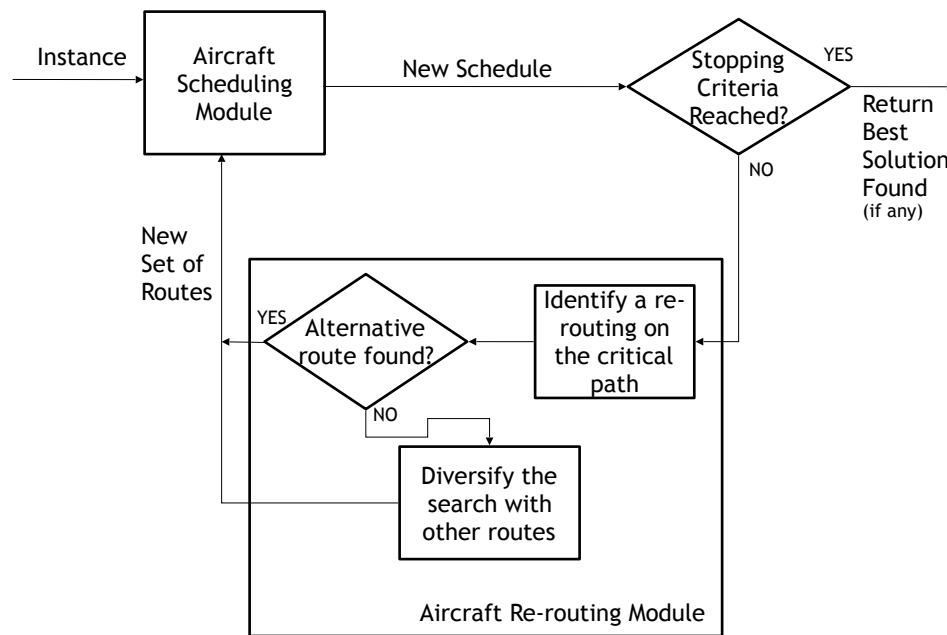 Instance
Aircraft
Scheduling
Module
New Schedule
Stopping
Criteria
Reached?
YES
Return
Best
Solution
Found
(if any)
NO
New
Set of
Routes
YES
Alternative
route found?
Identify a re-
routing on
the critical
path
NO
Diversify the
search with
other routes
Aircraft Re-routing Module